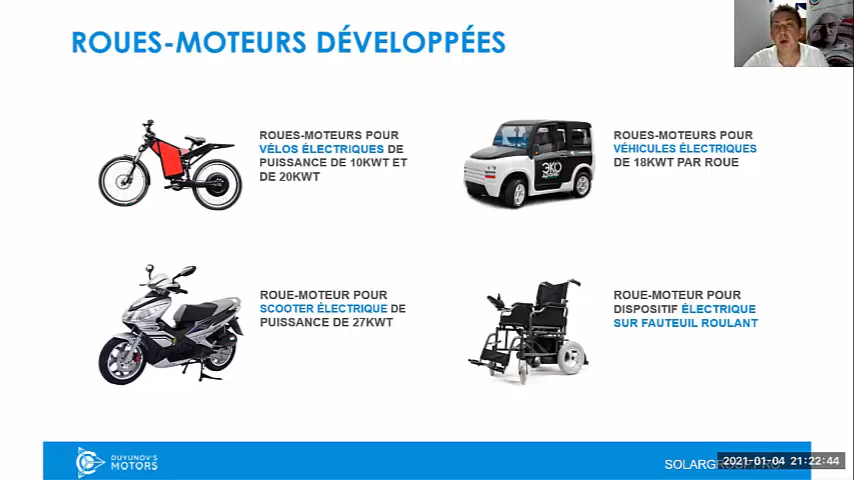 ROUES-MOTEURS DÉVELOPPÉES
ROUES-MOTEURS POUR
VÉLOS ÉLECTRIQUES DE
PUISSANCE DE 10KWT ET
DE 20KWT
ROUES-MOTEURS POUR
VÉHICULES ÉLECTRIQUES
DE 18KWT PAR ROUE
ЭКО
ROUE-MOTEUR POUR
SCOOTER ÉLECTRIQUE DE
PUISSANCE DE 27KWT
ROUE-MOTEUR POUR
DISPOSITIF ÉLECTRIQUE
SUR FAUTEUIL ROULANT
DUYUNOV'S
MOTORS
2021-01-04 21:22:44